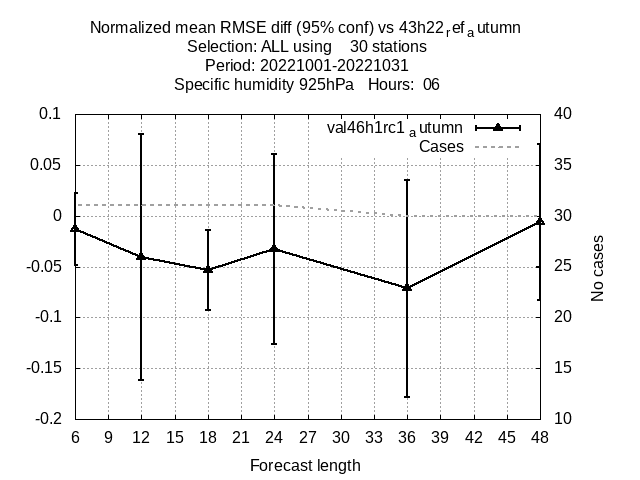 Normalized mean RMSE diff (95% conf) vs 43h22refautumn
Selection: ALL using 30 stations
Period: 20221001-20221031
Specific humidity 925hPa Hours: 06
val46h1rc1autumn
Cases
0.1
0.05
0
-0.05
-0.1
-0.15
-0.2
40
35
30
25
20
15
10
No cases
6 9 12 15 18 21 24 27 30 33 36 39 42 45 48
Forecast length